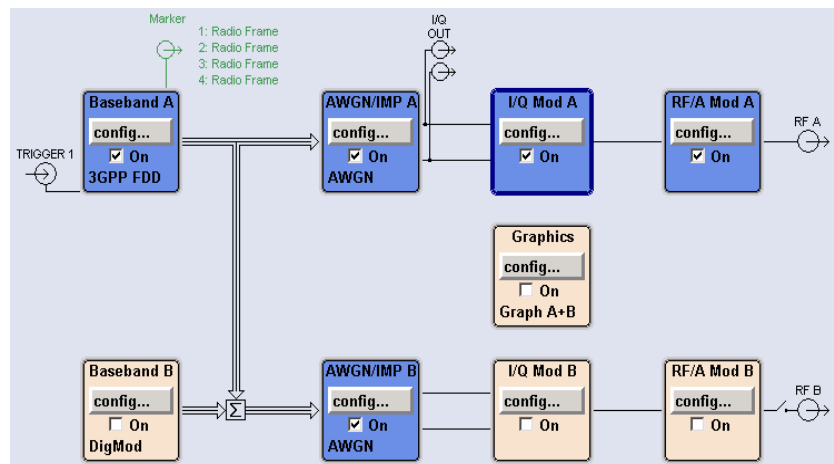 Marker
1: Radio Frame
2: Radio Frame
3: Radio Frame
4: Radio Frame
I/Q
OUT
Baseband A
config...
On
3GPP FDD
TRIGGER 1
AWGN/IMP A
config...
On
AWGN
I/Q Mod A
config...
On
RF/A Mod A
config...
On
RF A
Graphics
config...
On
Graph A+B
Baseband B
config...
On
DigMod
Σ
AWGN/IMP B
config...
On
AWGN
I/Q Mod B
config...
On
RF/A Mod B
config...
On
RF B